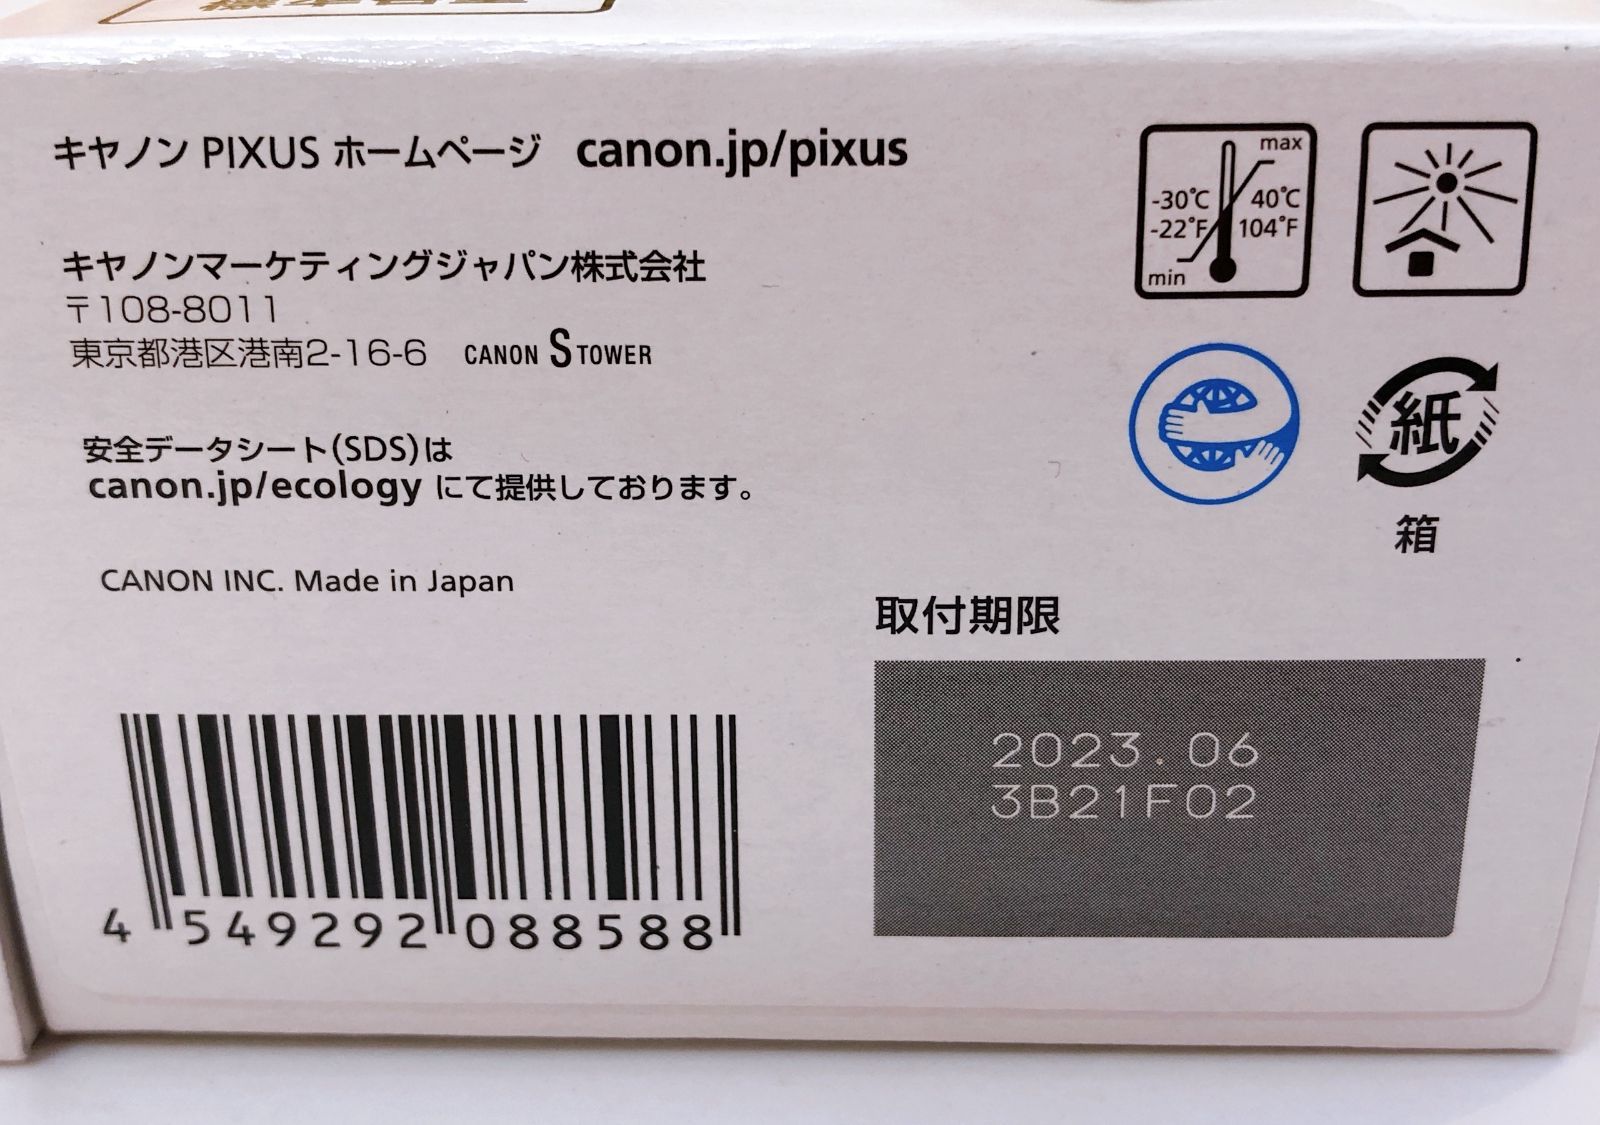 標準容量
キヤノン PIXUS ホームページ canon.jp/pixus
キヤノンマーケティングジャパン株式会社
〒108-8011
東京都港区港南2-16-6 CANON S TOWER
安全データシート(SDS)は
canon.jp/ecology にて提供しております。
CANON INC. Made in Japan
max
-30℃ 40℃
-22°F 104°F
min
紙
箱
取付期限
2023.06
3B21F02
4 549292 088588